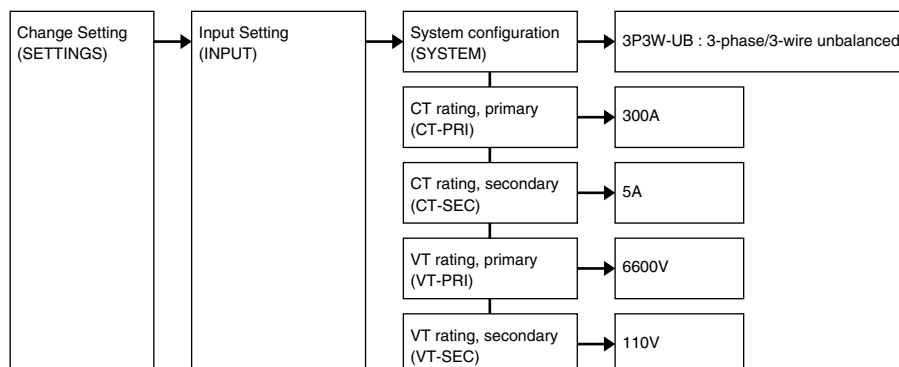 Change Setting
(SETTINGS)
Input Setting
(INPUT)
System configuration
(SYSTEM)
3P3W-UB : 3-phase/3-wire unbalanced
CT rating, primary
(CT-PRI)
300A
CT rating, secondary
(CT-SEC)
5A
VT rating, primary
(VT-PRI)
6600V
VT rating, secondary
(VT-SEC)
110V